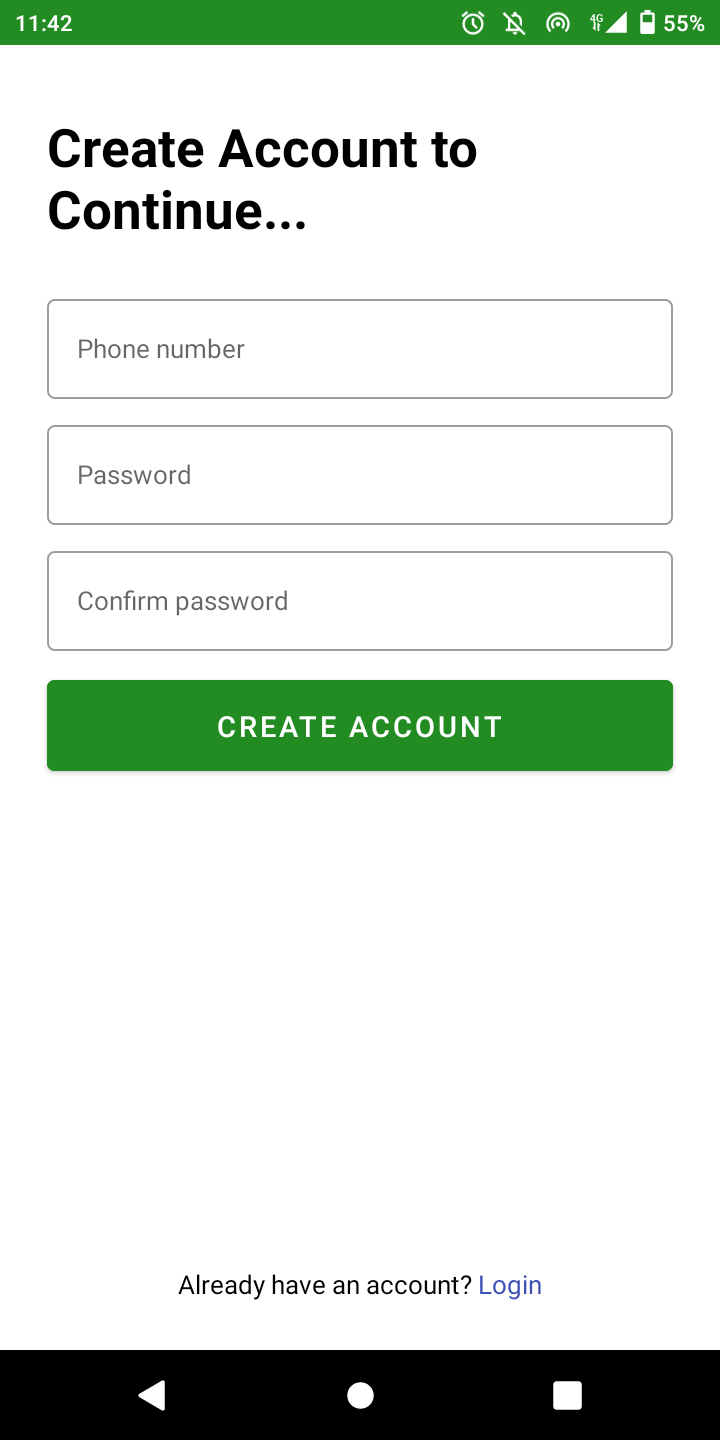 11:42
4G
55%
Create Account to
Continue...
Phone number
Password
Confirm password
CREATE ACCOUNT
Already have an account? Login